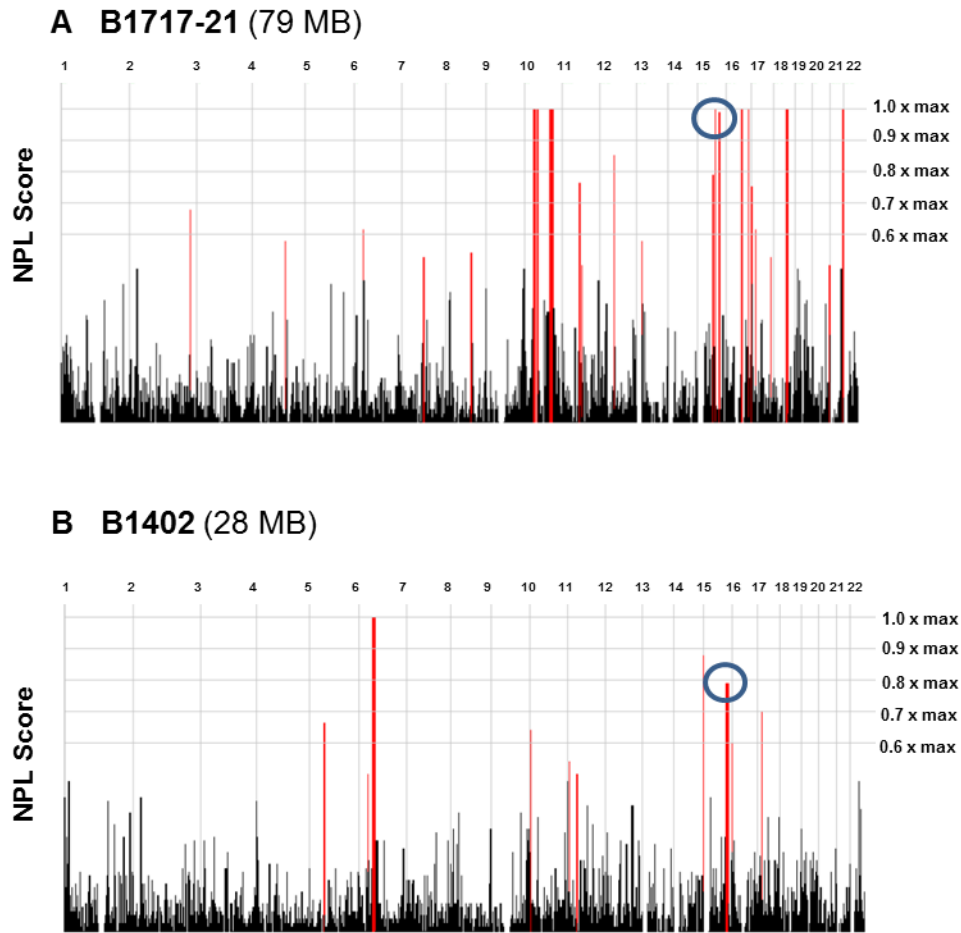 A B1717-21 (79 MB)
1 2 3 4 5 6 7 8 9 10 11 12 13 14 15 16 17 18 19 20 21 22
1.0 x max
0.9 x max
0.8 x max
0.7 x max
0.6 x max
NPL Score
B B1402 (28 MB)
1 2 3 4 5 6 7 8 9 10 11 12 13 14 15 16 17 18 19 20 21 22
1.0 x max
0.9 x max
0.8 x max
0.7 x max
0.6 x max
NPL Score